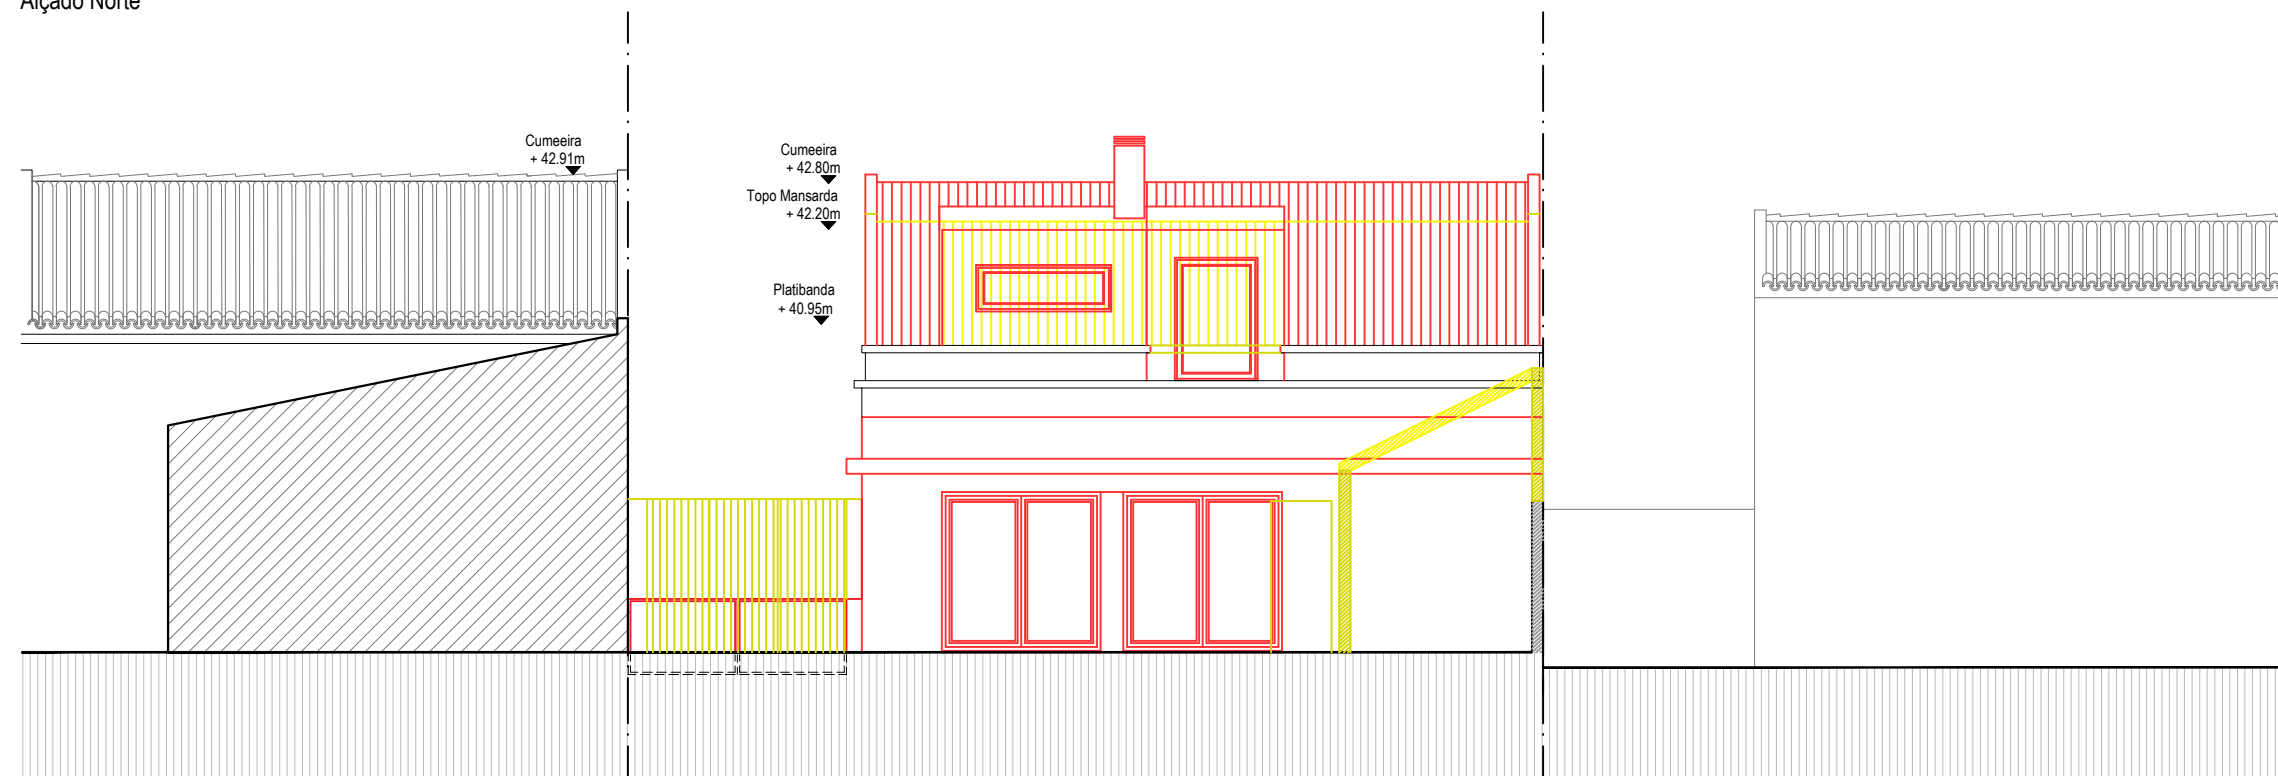 Alçado Norte
Cumeeira
+ 42.91m
Cumeeira
+ 42.80m
Topo Mansarda
+ 42.20m
Platibanda
+ 40.95m